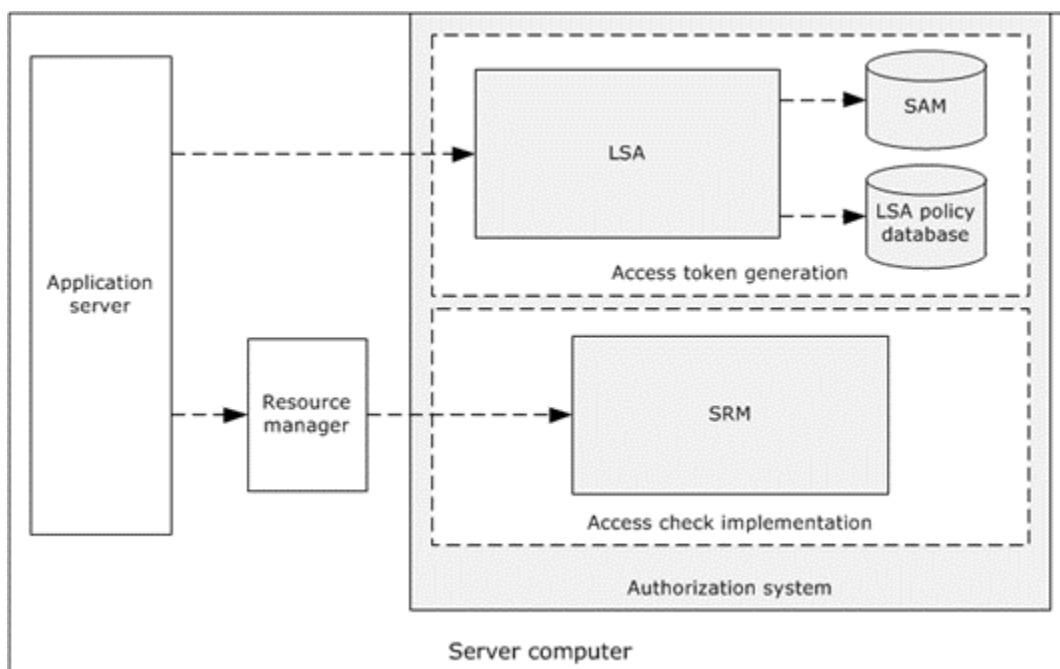 SAM
LSA
LSA policy
database
Access token generation
Application
server
Resource
manager
SRM
Access check implementation
Authorization system
Server computer